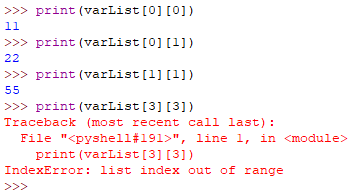 >>> print(varList[0][0])
11
>>> print(varList[0][1])
22
>>> print(varList[1][1])
55
>>> print(varList[3][3])
Traceback (most recent call last):
  File "<pyshell#191>", line 1, in <module>
    print(varList[3][3])
IndexError: list index out of range
>>>